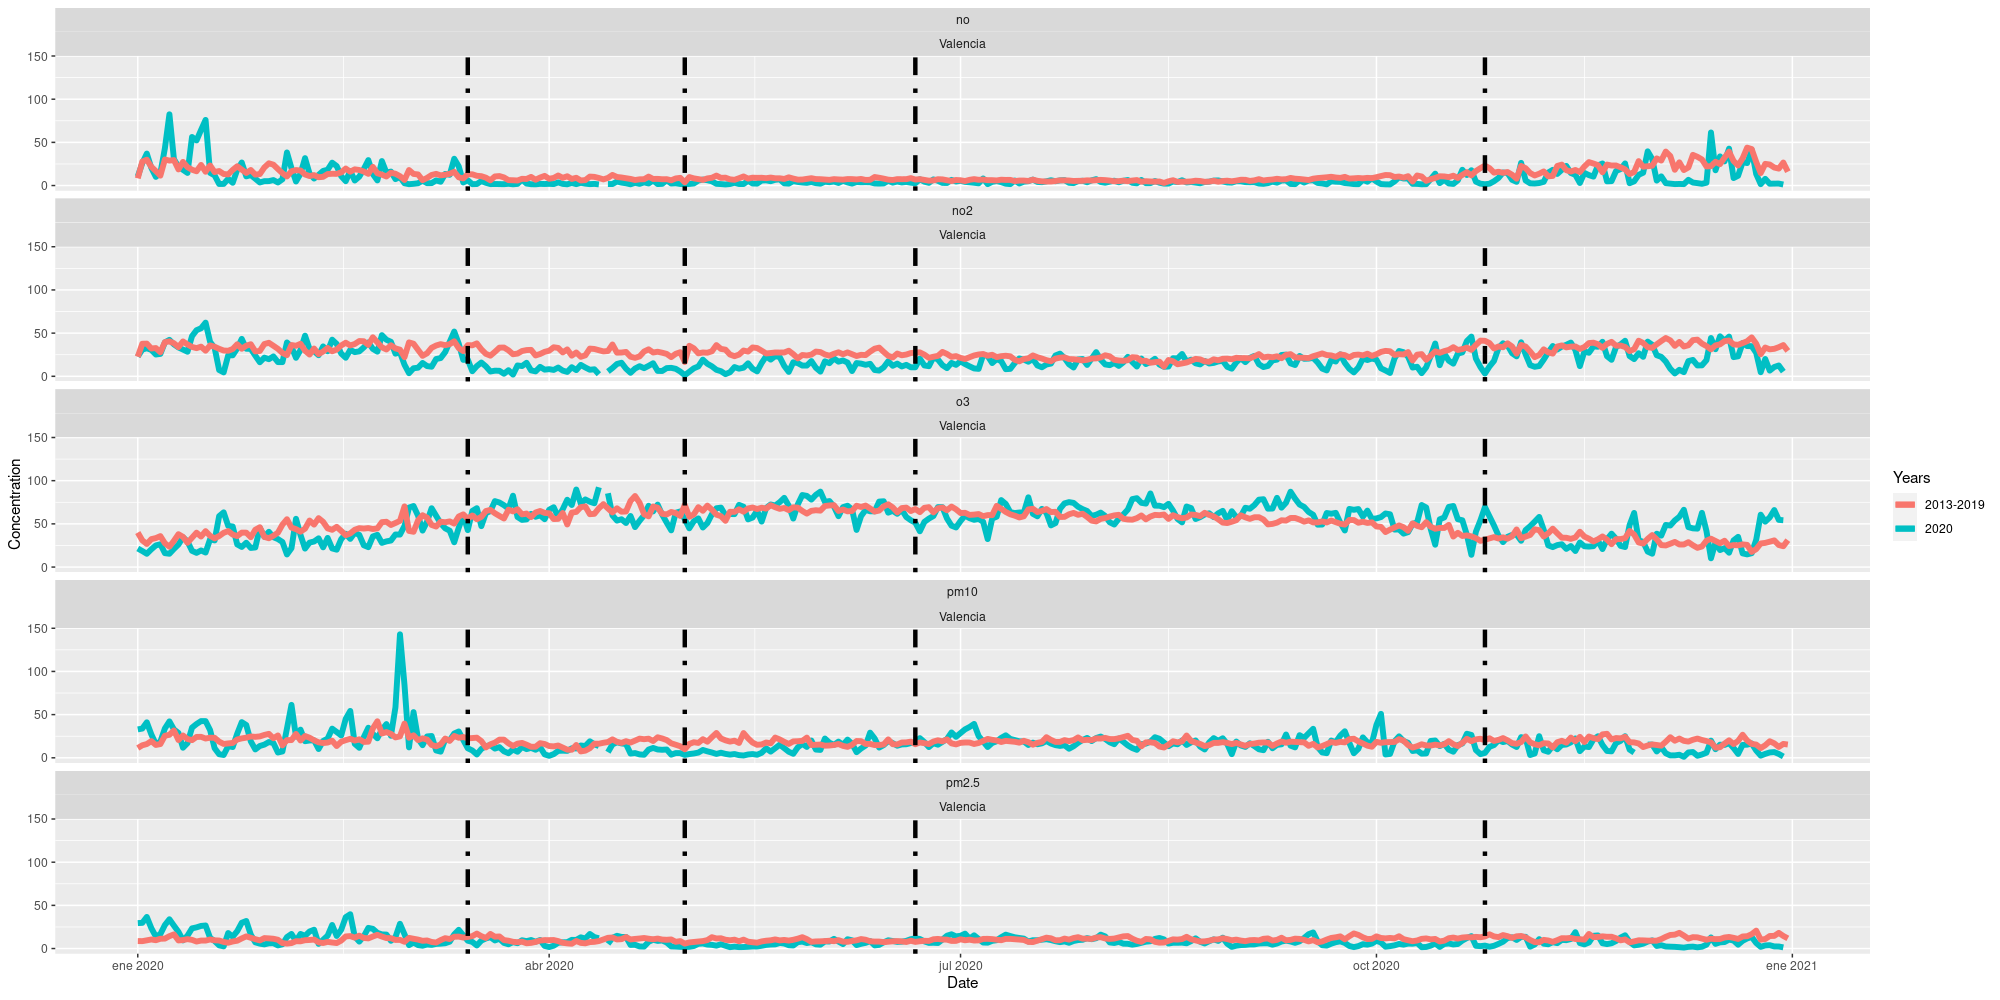 no
Valencia
150
100
50
0
no2
Valencia
150
100
50
0
o3
Valencia
150
100
50
0
pm10
Valencia
150
100
50
0
pm2.5
Valencia
150
100
50
0
ene 2020
abr 2020
jul 2020
oct 2020
ene 2021
Date
Concentration
Years
2013-2019
2020